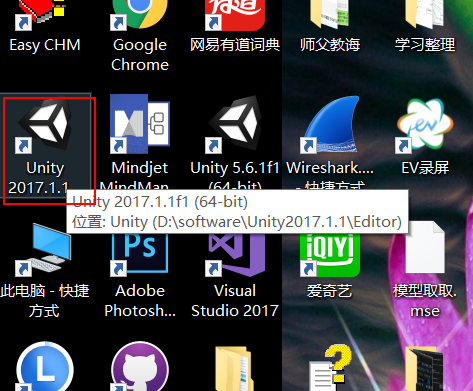 Easy CHM
Google
Chrome
网易有道词典
师父教诲
学习整理
Unity
2017.1.1...
Mindjet
MindMan...
Unity 5.6.1f1
(64-bit)
Wireshark....
- 快捷方式
EV录屏
Unity 2017.1.1f1 (64-bit)
位置: Unity (D:\software\Unity2017.1.1\Editor)
此电脑 - 快捷
方式
Ps
Adobe
Photosh...
Visual
Studio 2017
iQIYI
爱奇艺
模型取取.
mse